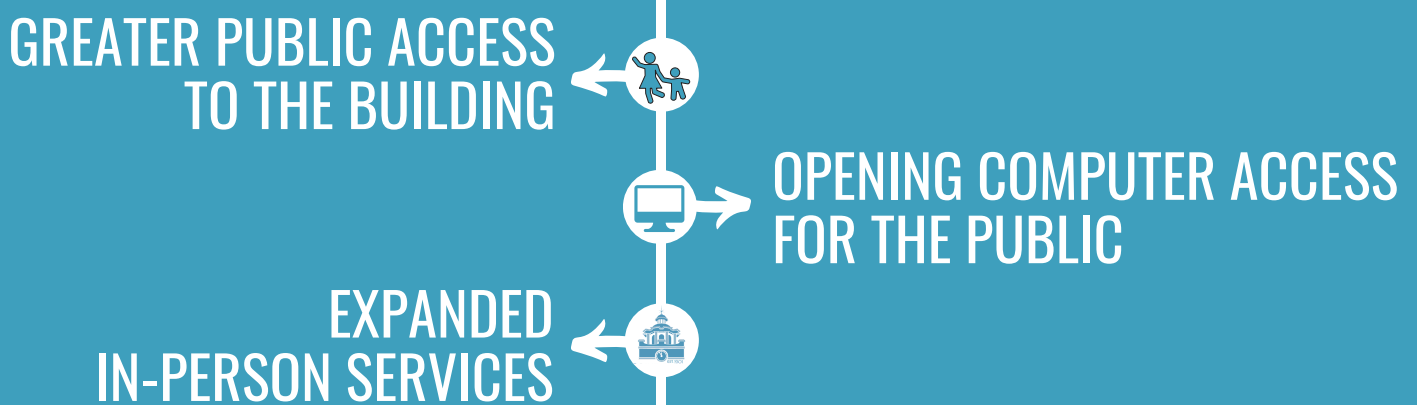 GREATER PUBLIC ACCESS
TO THE BUILDING
OPENING COMPUTER ACCESS
FOR THE PUBLIC
EXPANDED
IN-PERSON SERVICES